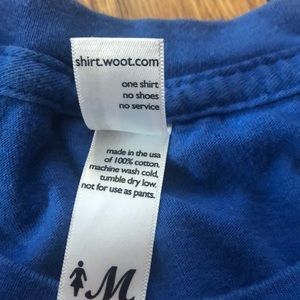 shirt.woot.com
one shirt
no shoes
no service
made in the usa
of 100% cotton.
machine wash cold,
tumble dry low.
not for use as pants.
M